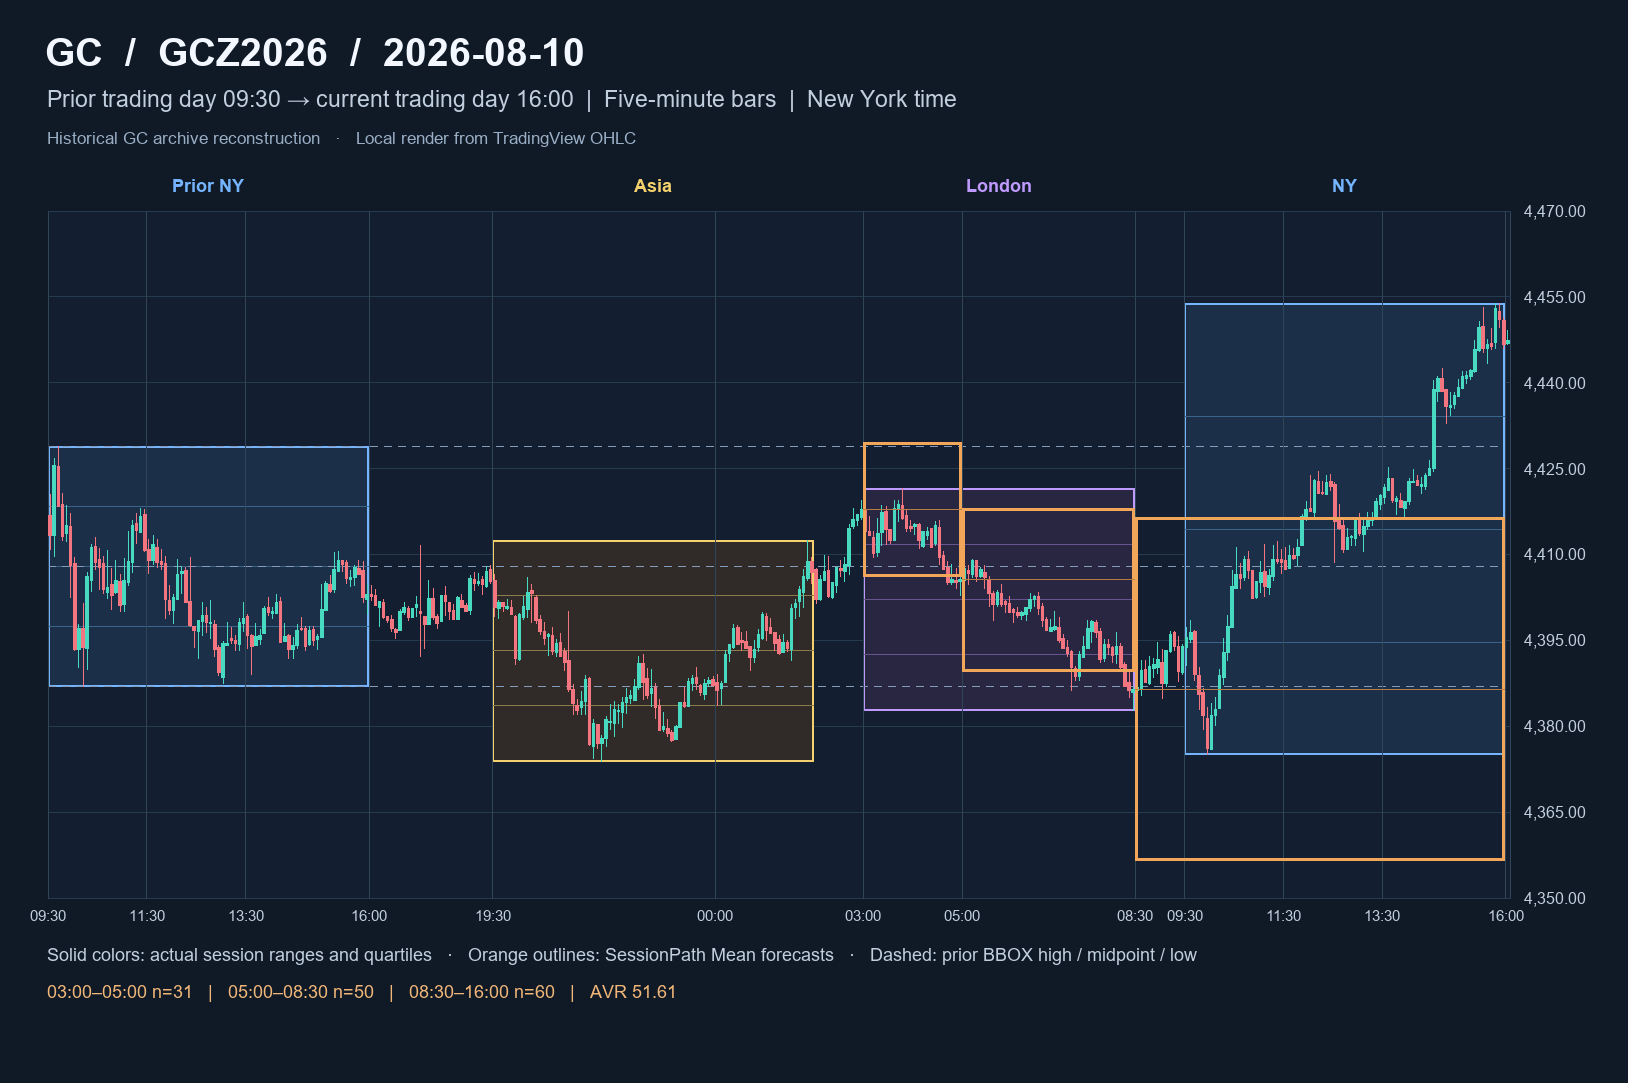 GC / GCZ2026 / 2026-08-10
Prior trading day 09:30 → current trading day 16:00 | Five-minute bars | New York time
Historical GC archive reconstruction · Local render from TradingView OHLC
Prior NY Asia London NY
4,470.00
4,455.00
4,440.00
4,425.00
4,410.00
4,395.00
4,380.00
4,365.00
4,350.00
09:30 11:30 13:30 16:00 19:30 00:00 03:00 05:00 08:30 09:30 11:30 13:30 16:00
Solid colors: actual session ranges and quartiles · Orange outlines: SessionPath Mean forecasts · Dashed: prior BBOX high / midpoint / low
03:00–05:00 n=31 | 05:00–08:30 n=50 | 08:30–16:00 n=60 | AVR 51.61